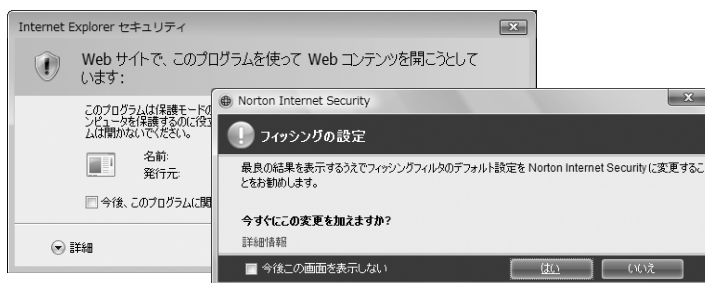 Internet Explorer セキュリティ
Web サイトで、このプログラムを使って Web コンテンツを開こうとして
います:
このプログラムは保護モードの
ンピュータを保護するのに役立
ムは開かないでください。
名前:
発行元:
今後、このプログラムに関
詳細
Norton Internet Security
フィッシングの設定
最良の結果を表示するうえでフィッシングフィルタのデフォルト設定を Norton Internet Security に変更するこ
とをお勧めします。
今すぐにこの変更を加えますか?
詳細情報
今後この画面を表示しない
はい
いいえ